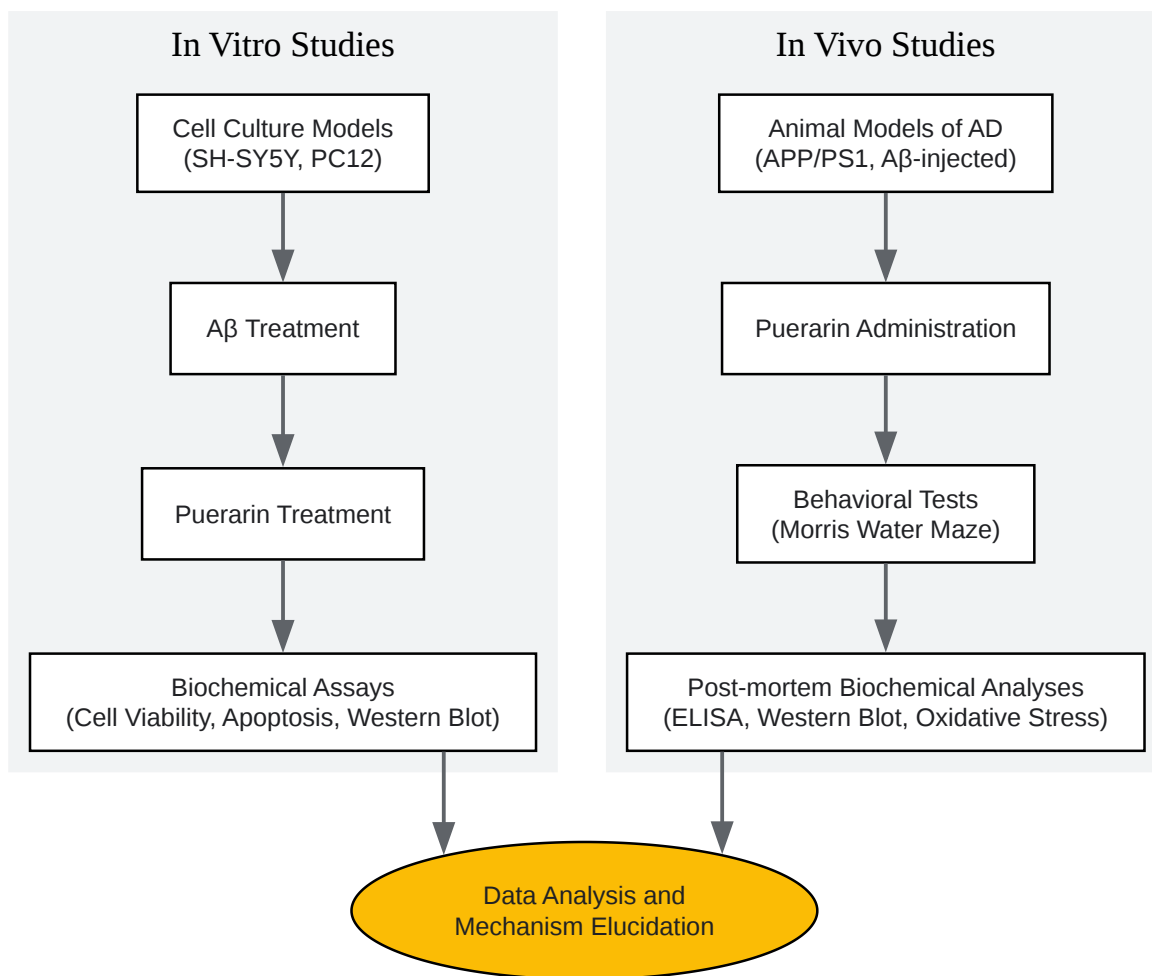 In Vitro Studies
Cell Culture Models
(SH-SY5Y, PC12)
Aβ Treatment
Puerarin Treatment
Biochemical Assays
(Cell Viability, Apoptosis, Western Blot)
In Vivo Studies
Animal Models of AD
(APP/PS1, Aβ-injected)
Puerarin Administration
Behavioral Tests
(Morris Water Maze)
Post-mortem Biochemical Analyses
(ELISA, Western Blot, Oxidative Stress)
Data Analysis and
Mechanism Elucidation